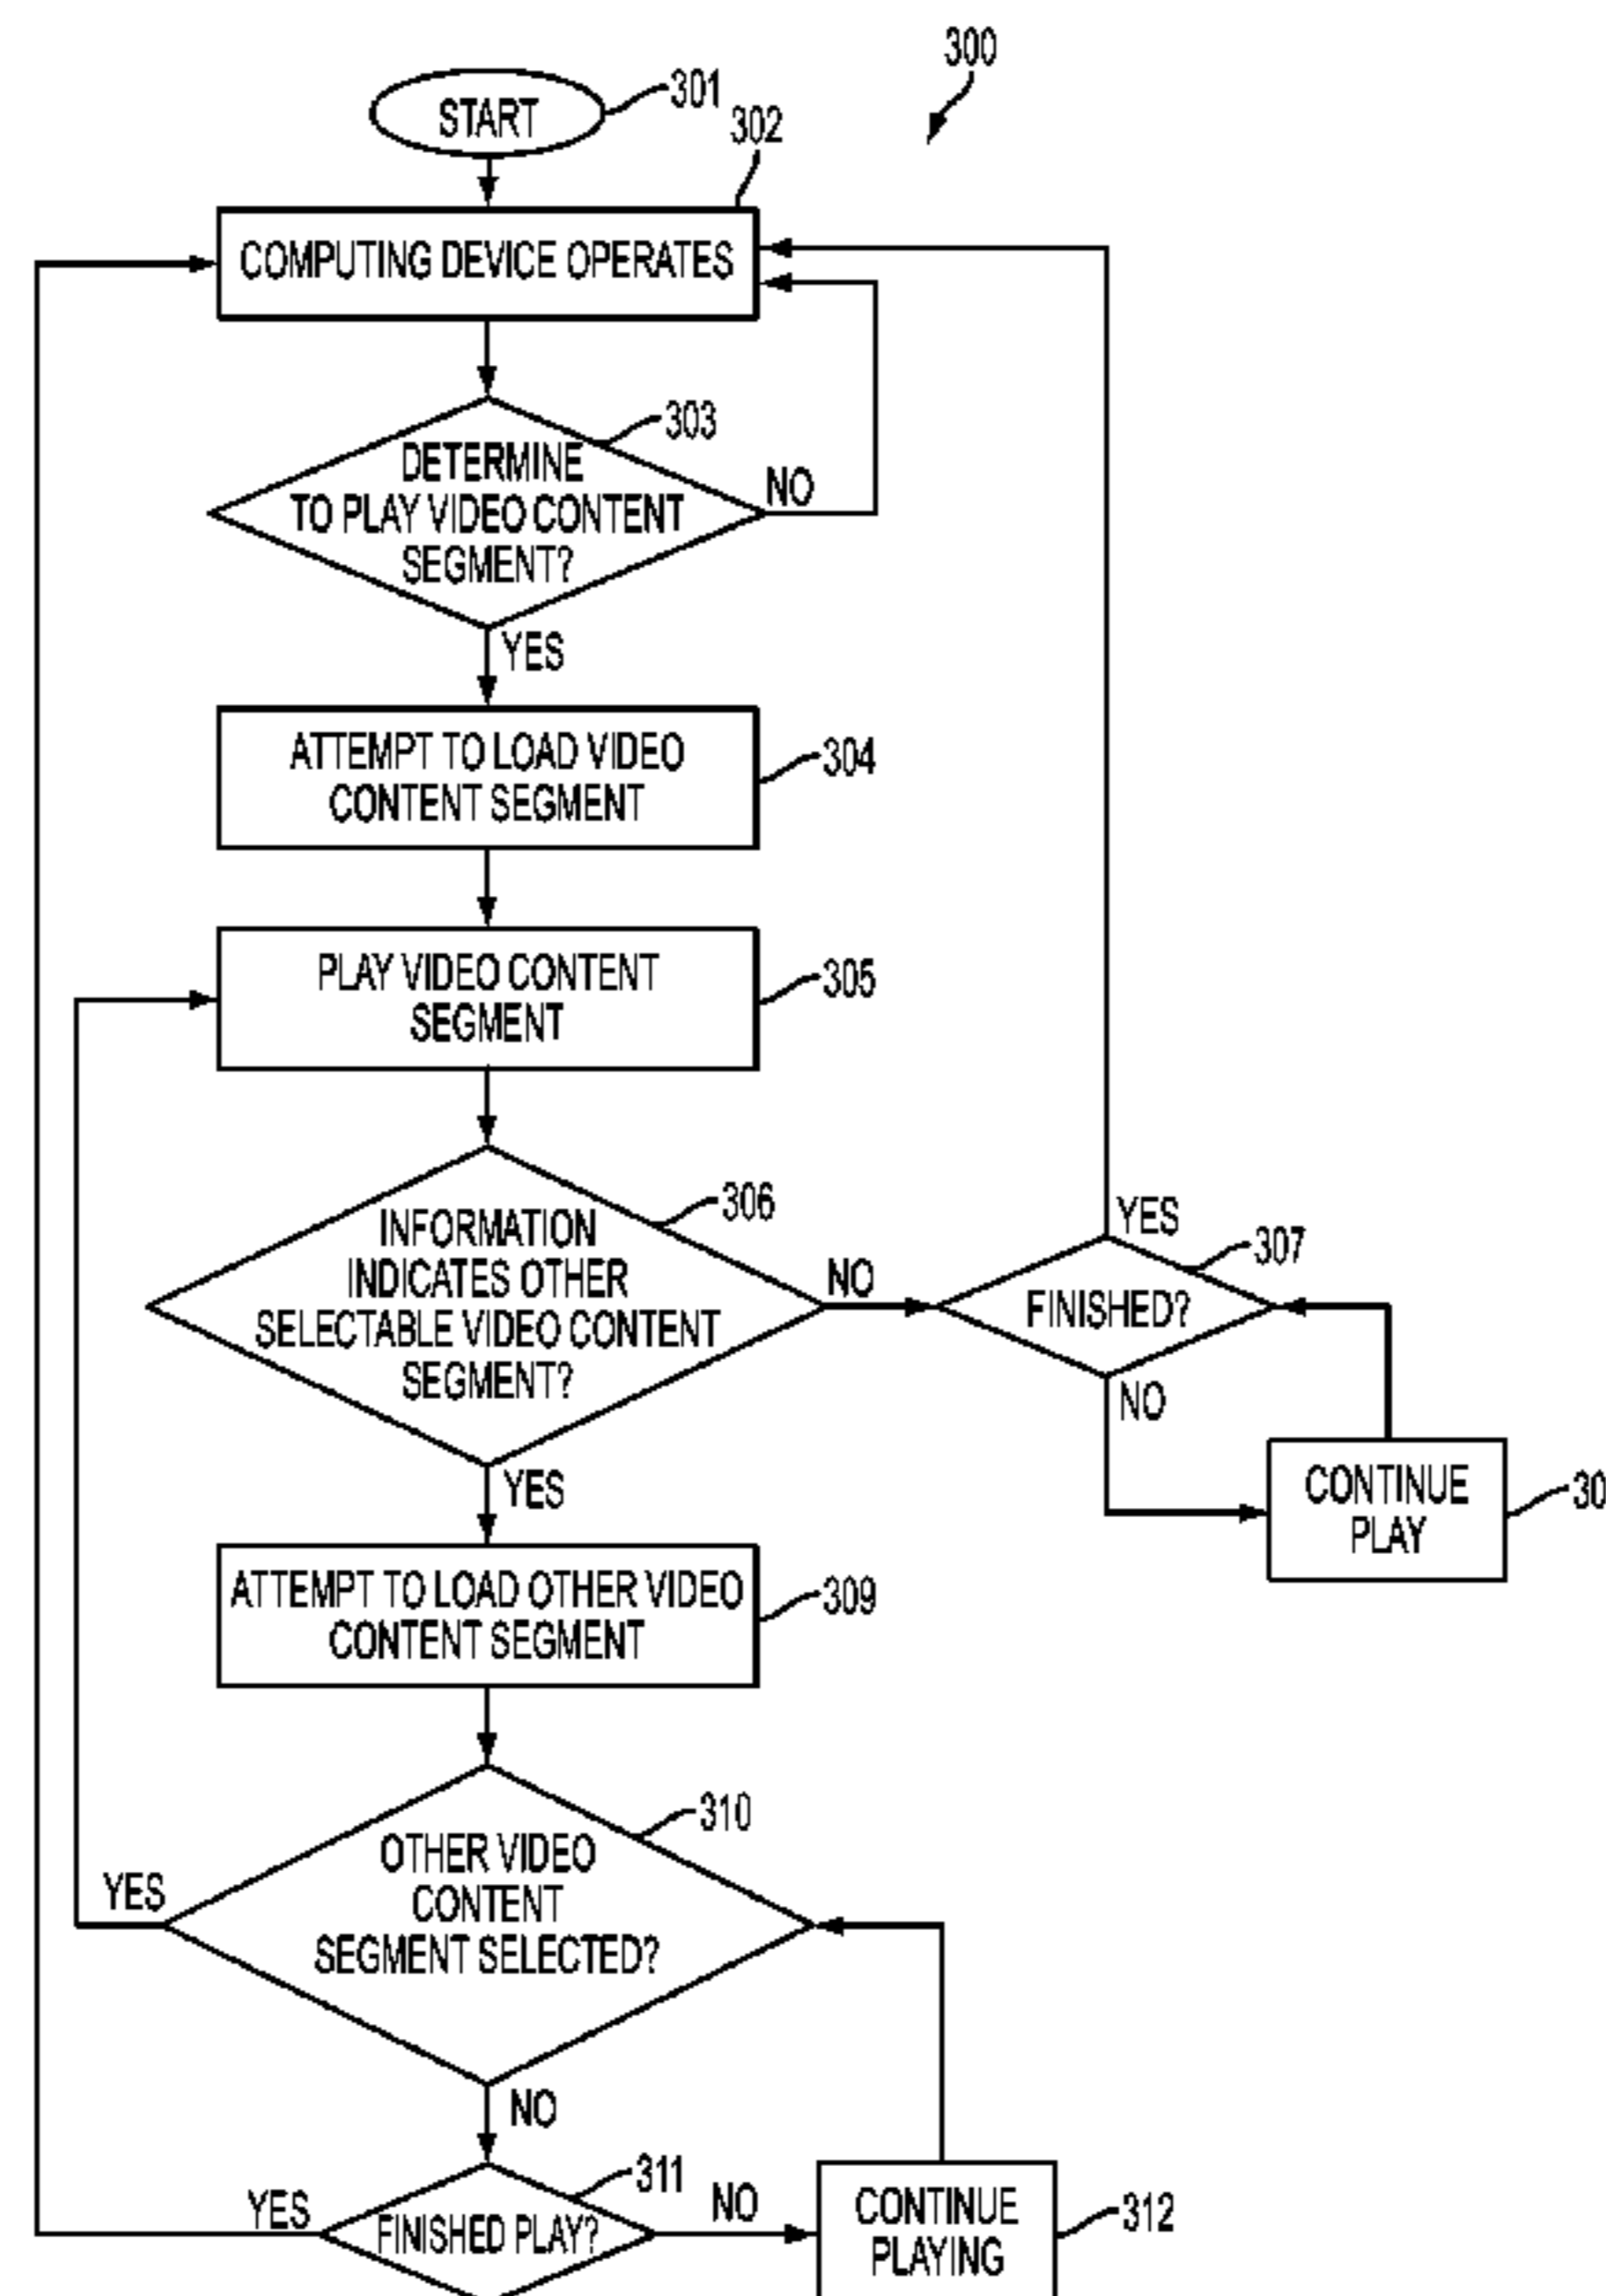 300
START
301
302
COMPUTING DEVICE OPERATES
303
DETERMINE
TO PLAY VIDEO CONTENT
SEGMENT?
NO
YES
ATTEMPT TO LOAD VIDEO
CONTENT SEGMENT
304
PLAY VIDEO CONTENT
SEGMENT
305
306
INFORMATION
INDICATES OTHER
SELECTABLE VIDEO CONTENT
SEGMENT?
NO
YES
307
FINISHED?
NO
YES
CONTINUE
PLAY
30
ATTEMPT TO LOAD OTHER VIDEO
CONTENT SEGMENT
309
310
OTHER VIDEO
CONTENT
SEGMENT SELECTED?
YES
NO
311
FINISHED PLAY?
YES
NO
CONTINUE
PLAYING
312